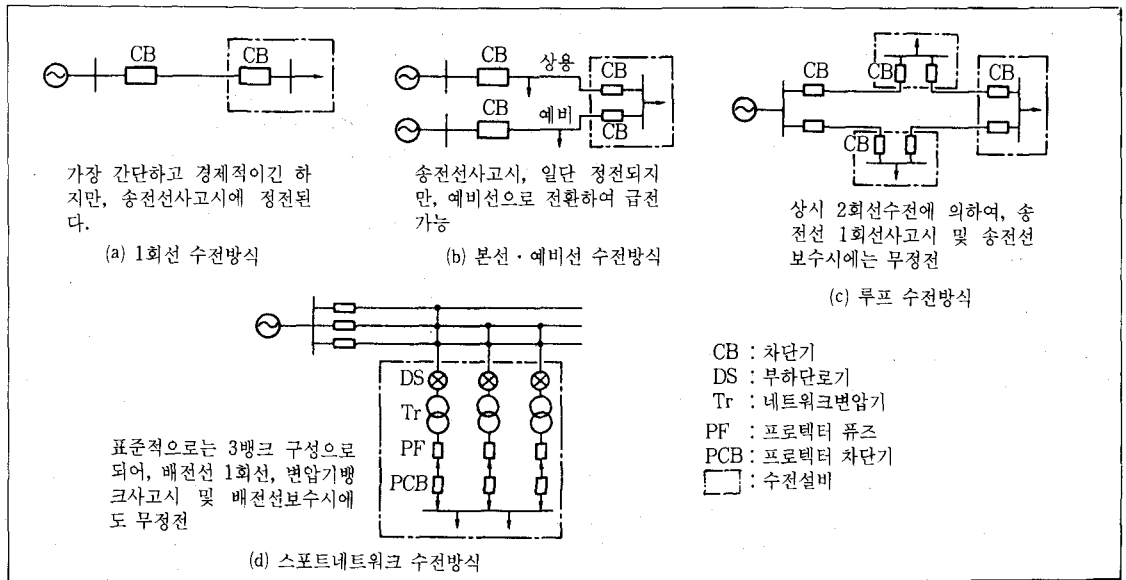 CB
CB
가장 간단하고 경제적이긴 하
지만, 송전선사고시에 정전된
다.
(a) 1회선 수전방식
CB
상용
CB
CB
예비
CB
송전선사고시, 일단 정전되지
만, 예비선으로 전환하여 급전
가능
(b) 본선·예비선 수전방식
CB
CB
CB
CB
상시 2회선수전에 의하여, 송
전선 1회선사고시 및 송전선
보수시에는 무정전
(c) 루프 수전방식
DS
Tr
PF
PCB
표준적으로는 3뱅크 구성으로
되어, 배전선 1회선, 변압기뱅
크사고시 및 배전선보수시에
도 무정전
(d) 스포트네트워크 수전방식
CB : 차단기
DS : 부하단로기
Tr : 네트워크변압기
PF : 프로텍터 퓨즈
PCB : 프로텍터 차단기
: 수전설비